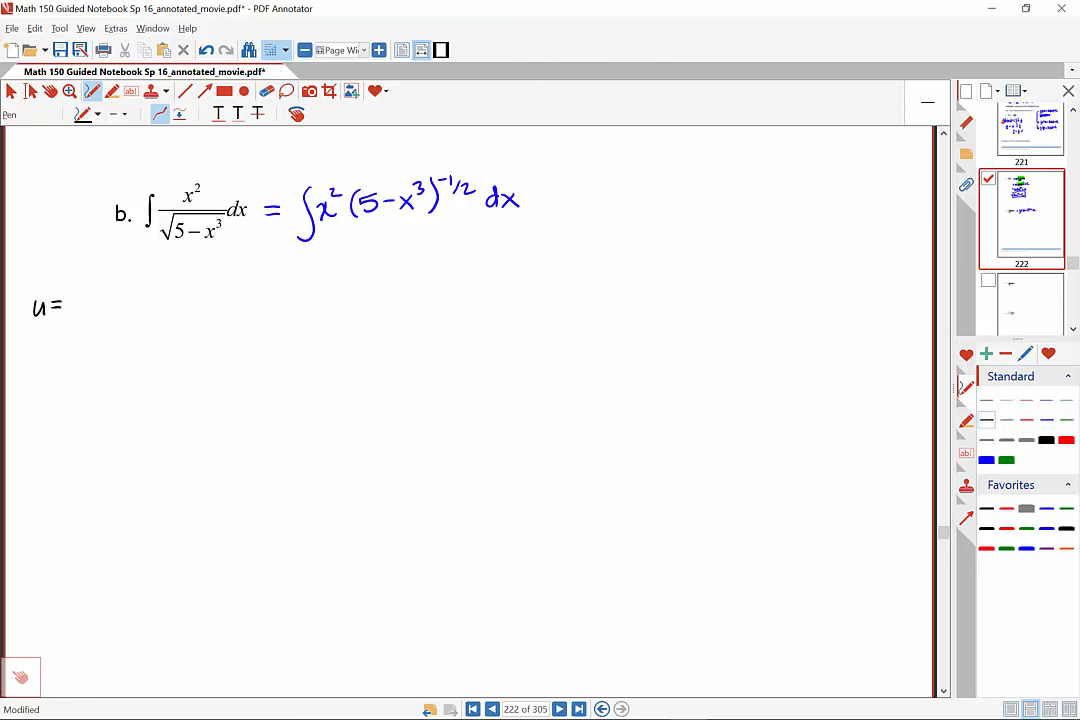 Math 150 Guided Notebook Sp 16_annotated_movie.pdf* - PDF Annotator
File Edit Tool View Extras Window Help
Page Wi
Math 150 Guided Notebook Sp 16_annotated_movie.pdf*
Pen
221
b. ∫ x²/√(5 − x³) dx = ∫ x² (5 − x³)^(-1/2) dx
222
u =
Standard
Favorites
Modified
222 of 305